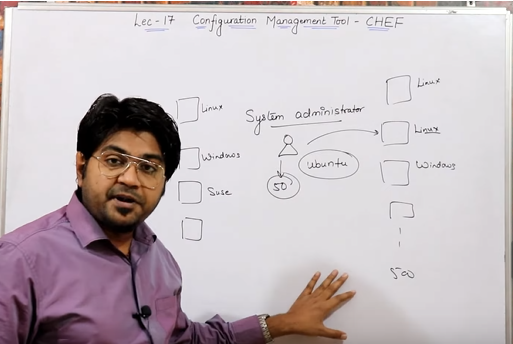 Lec-17 Configuration Management Tool - CHEF
Linux
Windows
Suse
System administrator
ubuntu
50
Linux
Linux
Windows
500